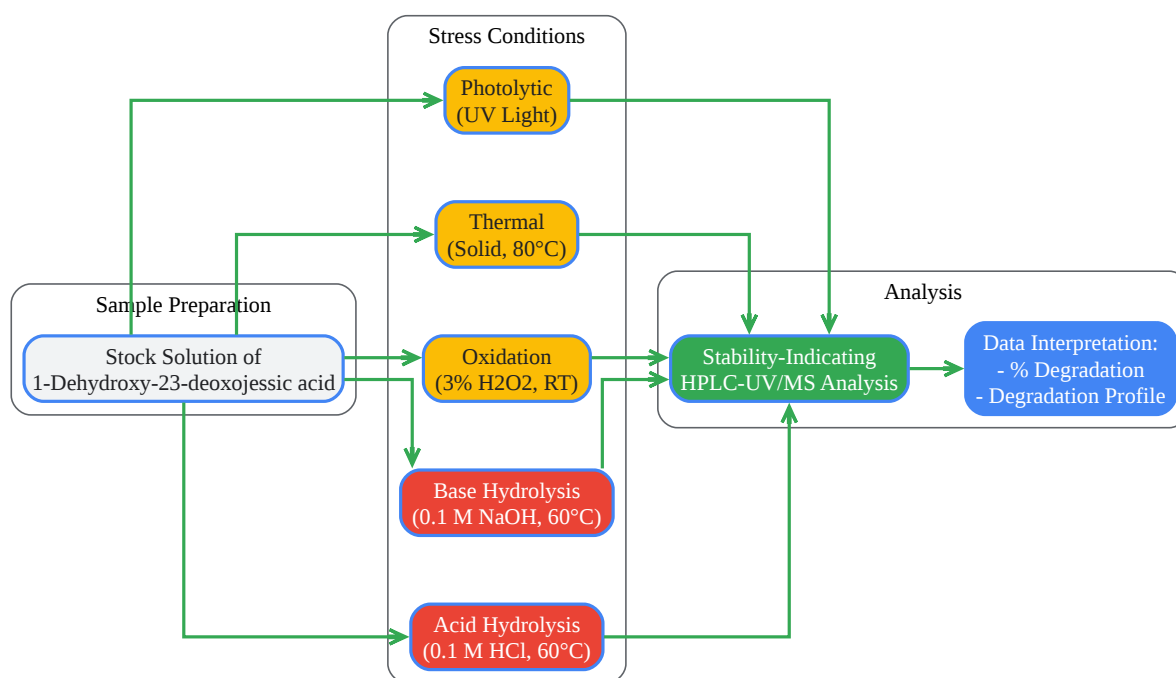 Stress Conditions
Photolytic
(UV Light)
Thermal
(Solid, 80°C)
Sample Preparation
Stock Solution of
1-Dehydroxy-23-deoxojessic acid
Oxidation
(3% H2O2, RT)
Base Hydrolysis
(0.1 M NaOH, 60°C)
Acid Hydrolysis
(0.1 M HCl, 60°C)
Analysis
Stability-Indicating
HPLC-UV/MS Analysis
Data Interpretation:
- % Degradation
- Degradation Profile